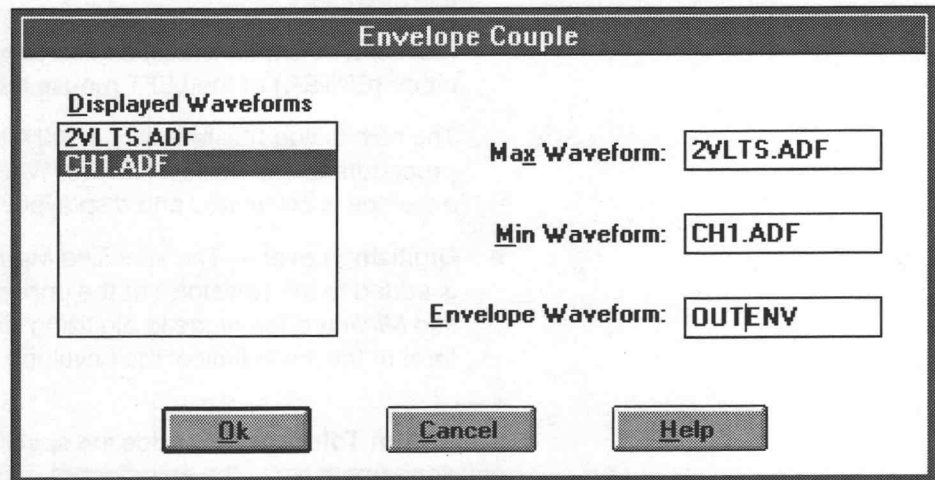 Envelope Couple
Displayed Waveforms
2VLTS.ADF
CH1.ADF
Max Waveform: 2VLTS.ADF
Min Waveform: CH1.ADF
Envelope Waveform: OUTENV
Ok Cancel Help